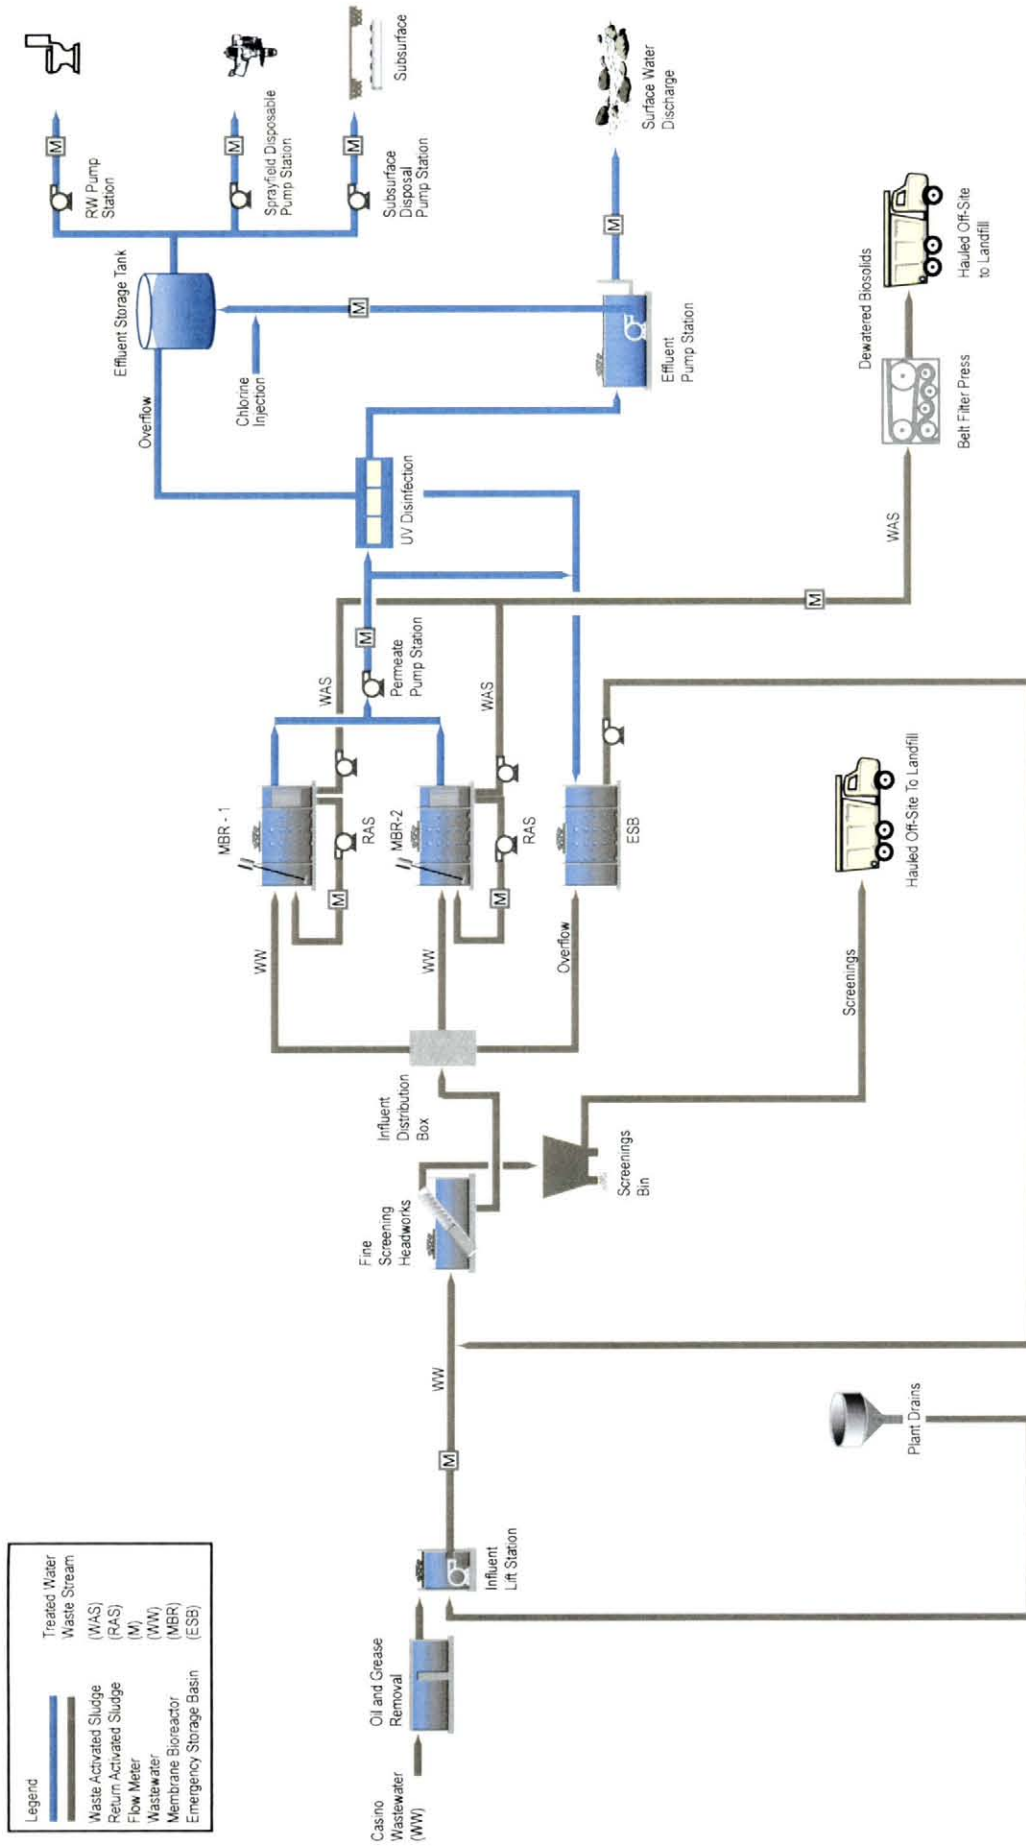 Legend
Treated Water
Waste Stream
Waste Activated Sludge (WAS)
Return Activated Sludge (RAS)
Flow Meter (M)
Wastewater (WW)
Membrane Bioreactor (MBR)
Emergency Storage Basin (ESB)
Casino
Wastewater
(WW)
Oil and Grease
Removal
Influent
Lift Station
M
WW
Plant Drains
Fine
Screening
Headworks
Screenings
Bin
Screenings
Hauled Off-Site To Landfill
Influent
Distribution
Box
WW
WW
Overflow
MBR - 1
M
RAS
WAS
MBR-2
M
RAS
WAS
ESB
Permeate
Pump Station
M
M
WAS
UV Disinfection
Overflow
Chlorine
Injection
Effluent Storage Tank
M
Effluent
Pump Station
M
Surface Water
Discharge
Belt Filter Press
Dewatered Biosolids
Hauled Off-Site
to Landfill
RW Pump
Station
M
Sprayfield Disposable
Pump Station
M
Subsurface
Disposal
Pump Station
M
Subsurface